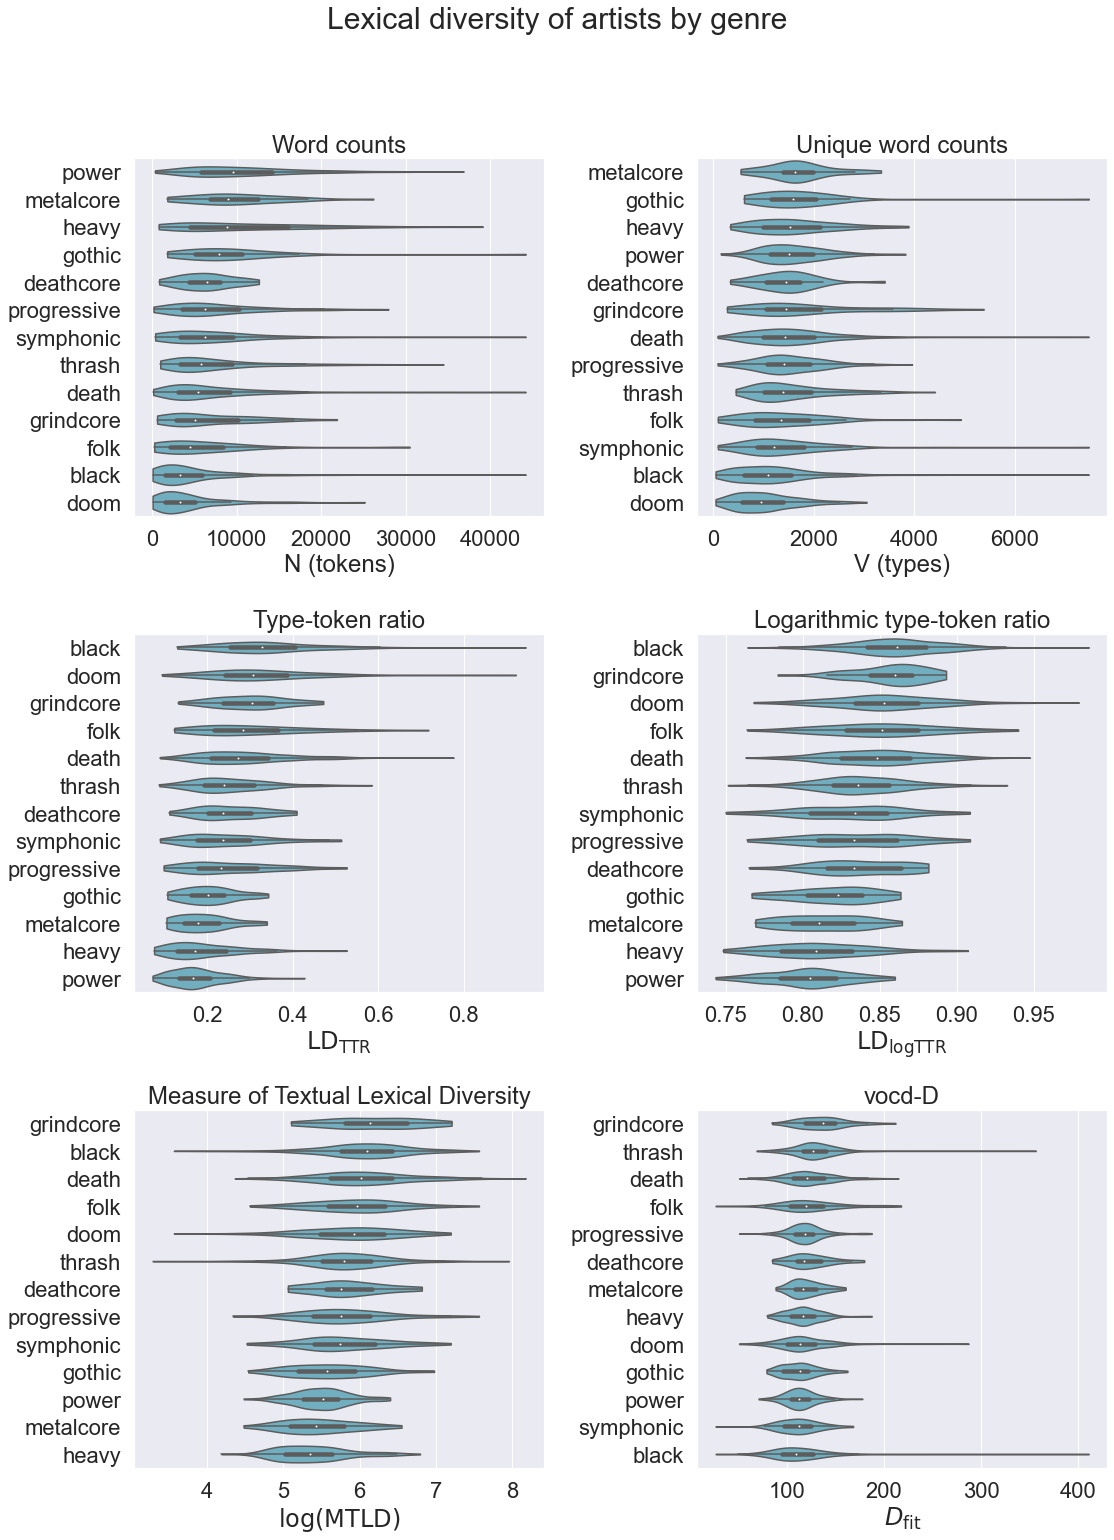 Lexical diversity of artists by genre
Word counts
power
metalcore
heavy
gothic
deathcore
progressive
symphonic
thrash
death
grindcore
folk
black
doom
0 10000 20000 30000 40000
N (tokens)
Unique word counts
metalcore
gothic
heavy
power
deathcore
grindcore
death
progressive
thrash
folk
symphonic
black
doom
0 2000 4000 6000
V (types)
Type-token ratio
black
doom
grindcore
folk
death
thrash
deathcore
symphonic
progressive
gothic
metalcore
heavy
power
0.2 0.4 0.6 0.8
LD_TTR
Logarithmic type-token ratio
black
grindcore
doom
folk
death
thrash
symphonic
progressive
deathcore
gothic
metalcore
heavy
power
0.75 0.80 0.85 0.90 0.95
LD_logTTR
Measure of Textual Lexical Diversity
grindcore
black
death
folk
doom
thrash
deathcore
progressive
symphonic
gothic
power
metalcore
heavy
4 5 6 7 8
log(MTLD)
vocd-D
grindcore
thrash
death
folk
progressive
deathcore
metalcore
heavy
doom
gothic
power
symphonic
black
100 200 300 400
D_fit